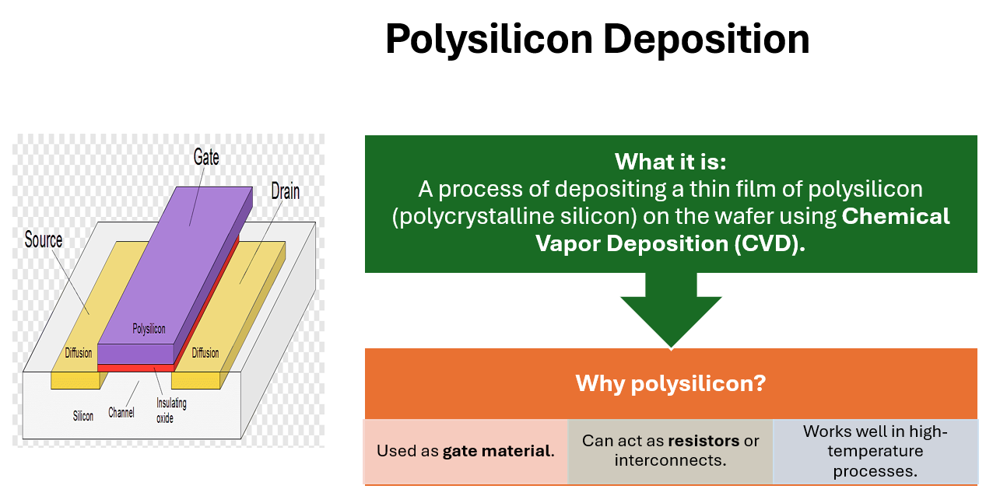 Polysilicon Deposition
Gate
Drain
Source
Polysilicon
Diffusion
Diffusion
Silicon
Channel
Insulating
oxide
What it is:
A process of depositing a thin film of polysilicon
(polycrystalline silicon) on the wafer using Chemical
Vapor Deposition (CVD).
Why polysilicon?
Used as gate material.
Can act as resistors or
interconnects.
Works well in high-
temperature
processes.